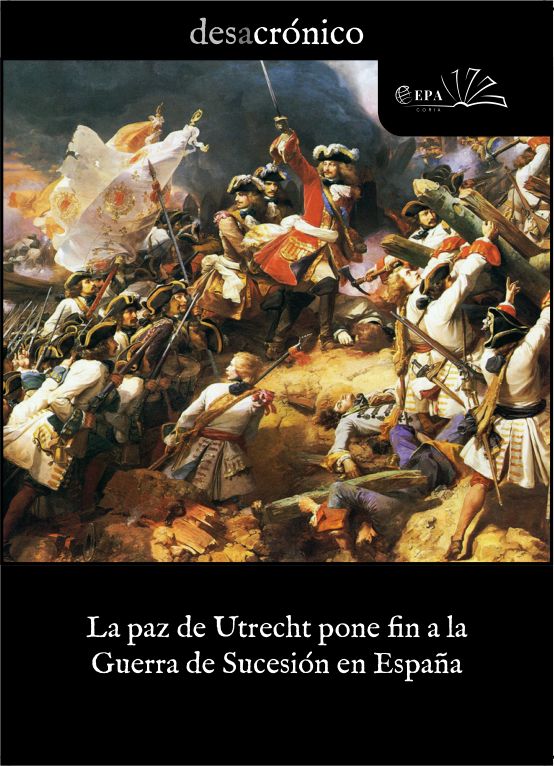 desacrónico
EPA
CORIA
La paz de Utrecht pone fin a la
Guerra de Sucesión en España